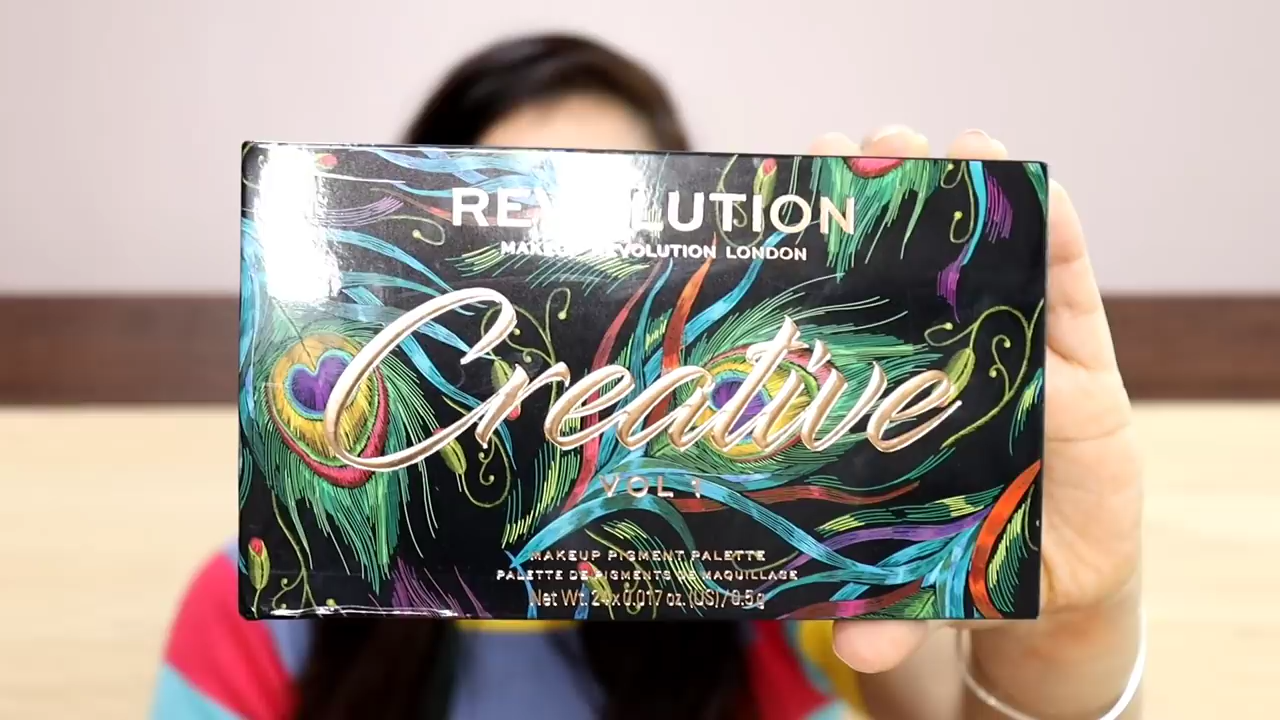 REVOLUTION
MAKEUP REVOLUTION LONDON
Creative
VOL 1
MAKEUP PIGMENT PALETTE
PALETTE DE PIGMENTS DE MAQUILLAGE
Net Wt. 24 x 0.017 oz. (US) / 0.5g